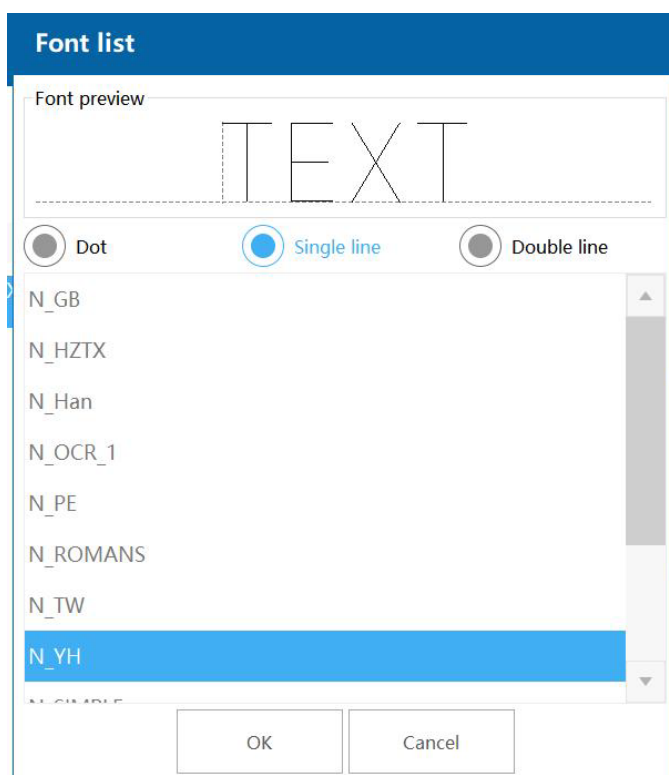 Font list
Font preview
TEXT
Dot Single line Double line
N_GB
N_HZTX
N_Han
N_OCR_1
N_PE
N_ROMANS
N_TW
N_YH
OK Cancel